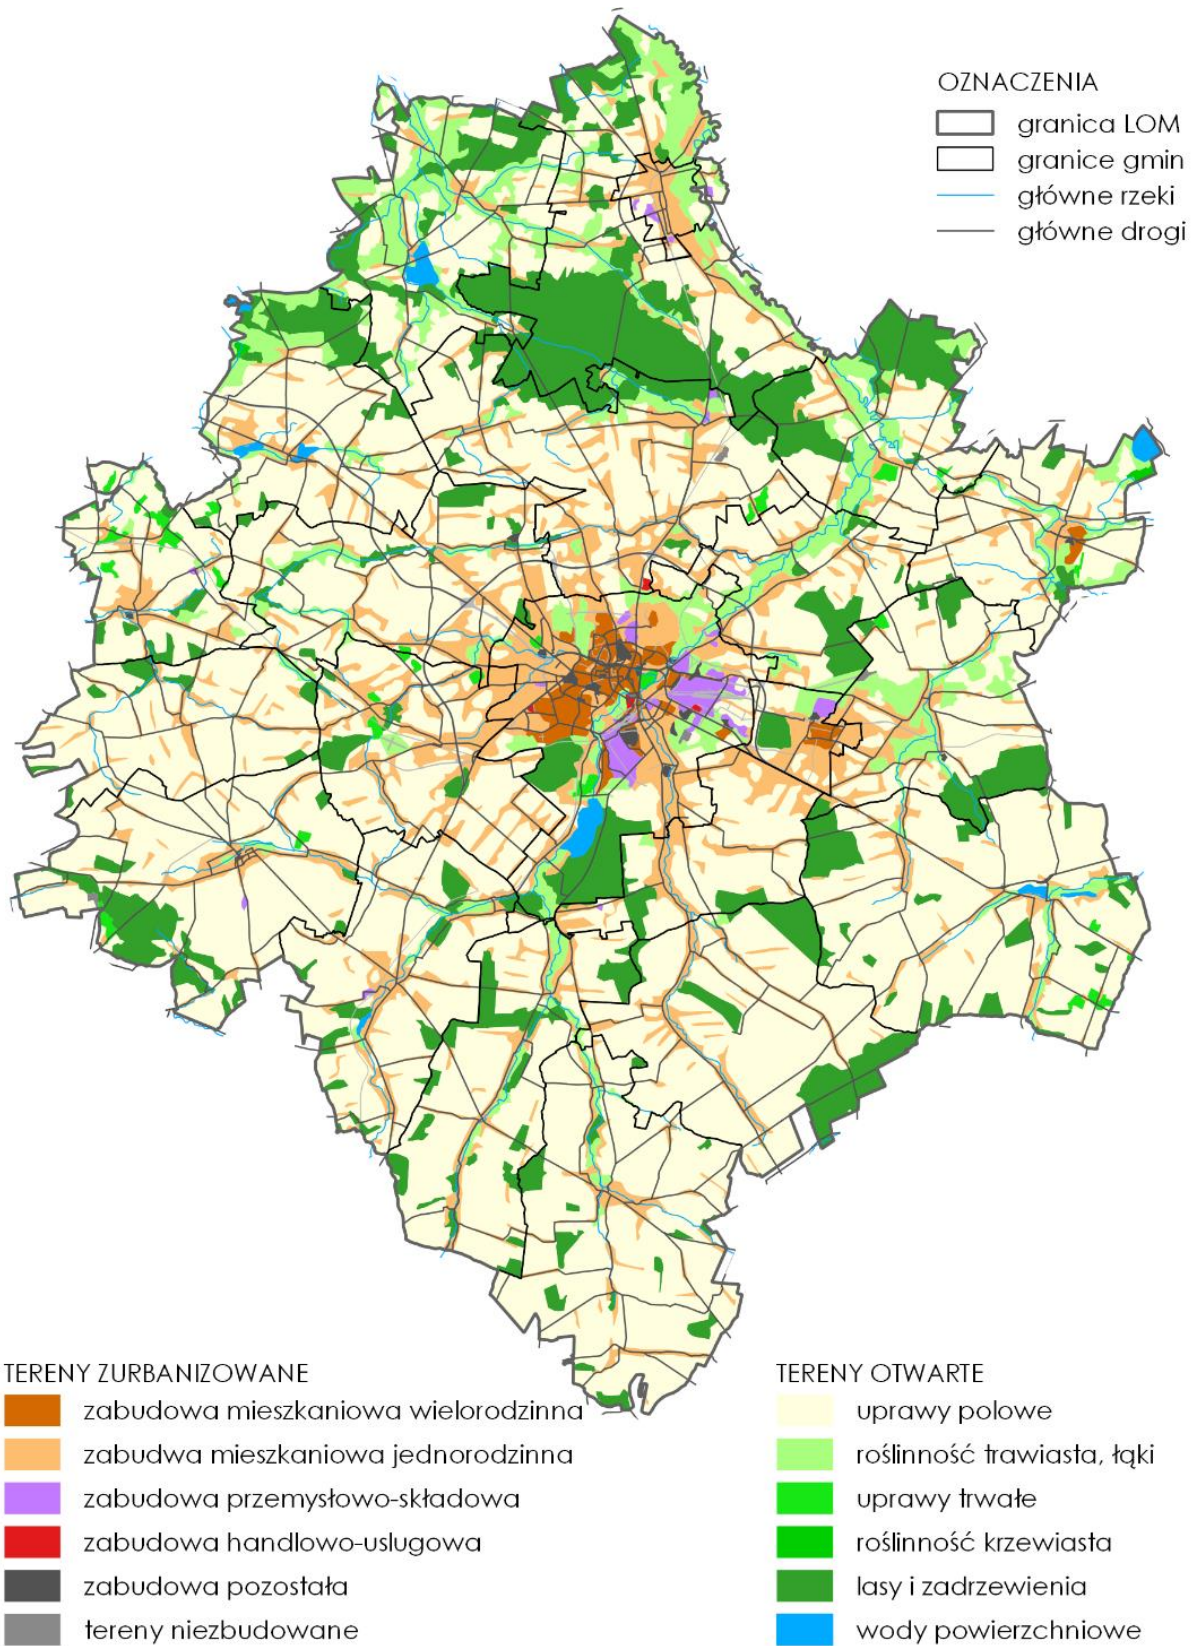 OZNACZENIA
granica LOM
granice gmin
główne rzeki
główne drogi
TERENY ZURBANIZOWANE
zabudowa mieszkaniowa wielorodzinna
zabudwa mieszkaniowa jednorodzinna
zabudowa przemysłowo-składowa
zabudowa handlowo-uslugowa
zabudowa pozostała
tereny niezbudowane
TERENY OTWARTE
uprawy polowe
roślinność trawiasta, łąki
uprawy trwałe
roślinność krzewiasta
lasy i zadrzewienia
wody powierzchniowe